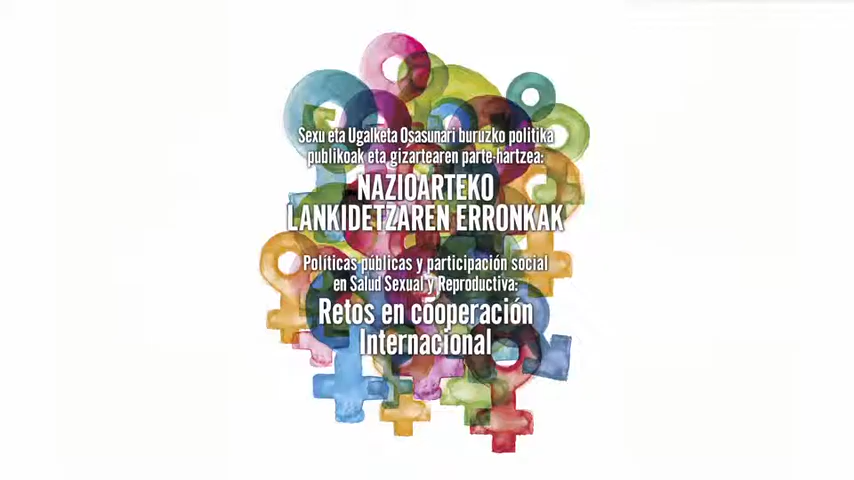 Sexu eta Ugalketa Osasunari buruzko politika
publikoak eta gizartearen parte-hartzea:
NAZIOARTEKO
LANKIDETZAREN ERRONKAK
Políticas públicas y participación social
en Salud Sexual y Reproductiva:
Retos en cooperación
Internacional